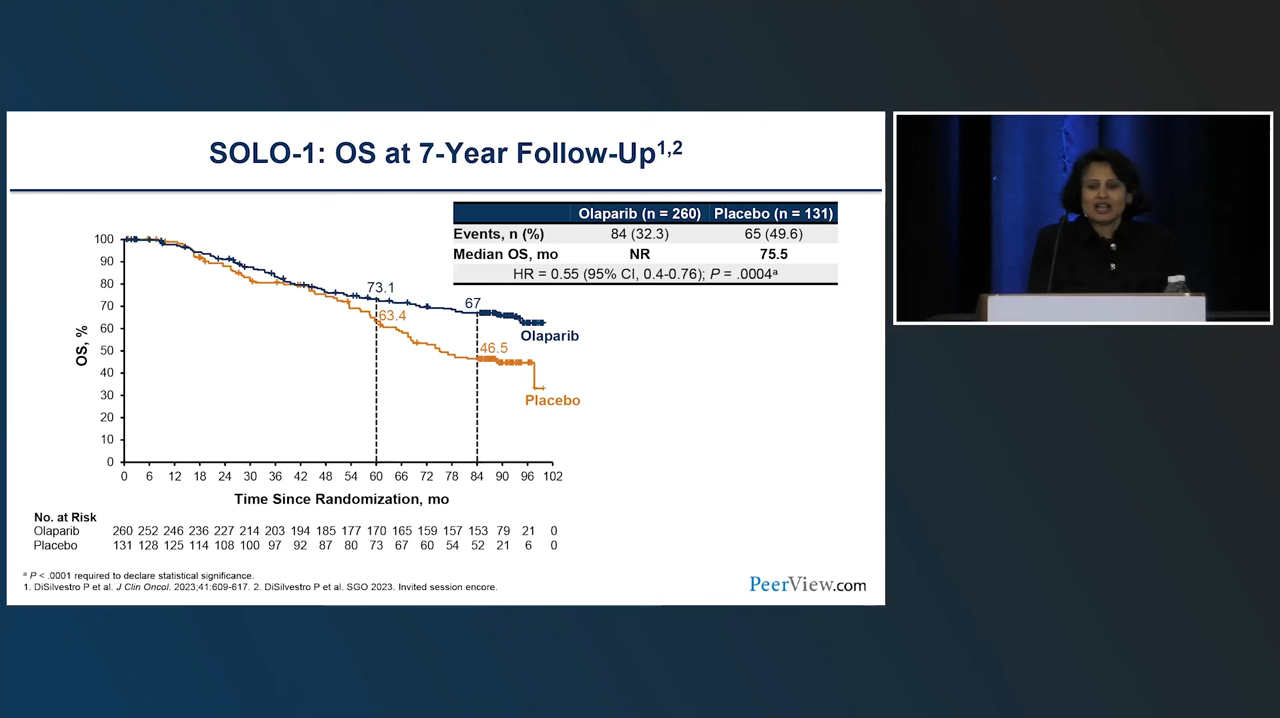 SOLO-1: OS at 7-Year Follow-Up1,2
Olaparib (n = 260) Placebo (n = 131)
Events, n (%) 84 (32.3) 65 (49.6)
Median OS, mo NR 75.5
HR = 0.55 (95% CI, 0.4-0.76); P = .0004a
OS, %
100
90
80
70
60
50
40
30
20
10
0
73.1
63.4
67
46.5
Olaparib
Placebo
0 6 12 18 24 30 36 42 48 54 60 66 72 78 84 90 96 102
Time Since Randomization, mo
No. at Risk
Olaparib 260 252 246 236 227 214 203 194 185 177 170 165 159 157 153 79 21 0
Placebo 131 128 125 114 108 100 97 92 87 80 73 67 60 54 52 21 6 0
a P < .0001 required to declare statistical significance.
1. DiSilvestro P et al. J Clin Oncol. 2023;41:609-617. 2. DiSilvestro P et al. SGO 2023. Invited session encore.
PeerView.com